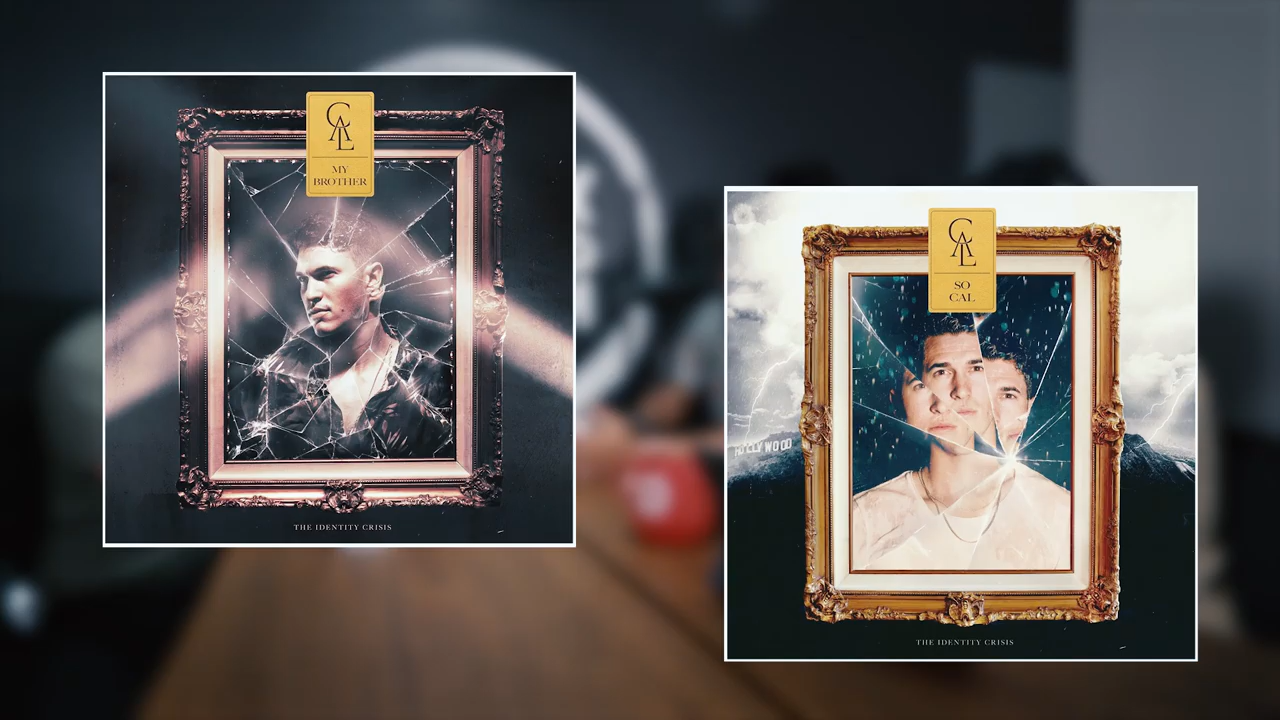 CAL
MY
BROTHER
THE IDENTITY CRISIS
CAL
SO
CAL
HOLLYWOOD
THE IDENTITY CRISIS